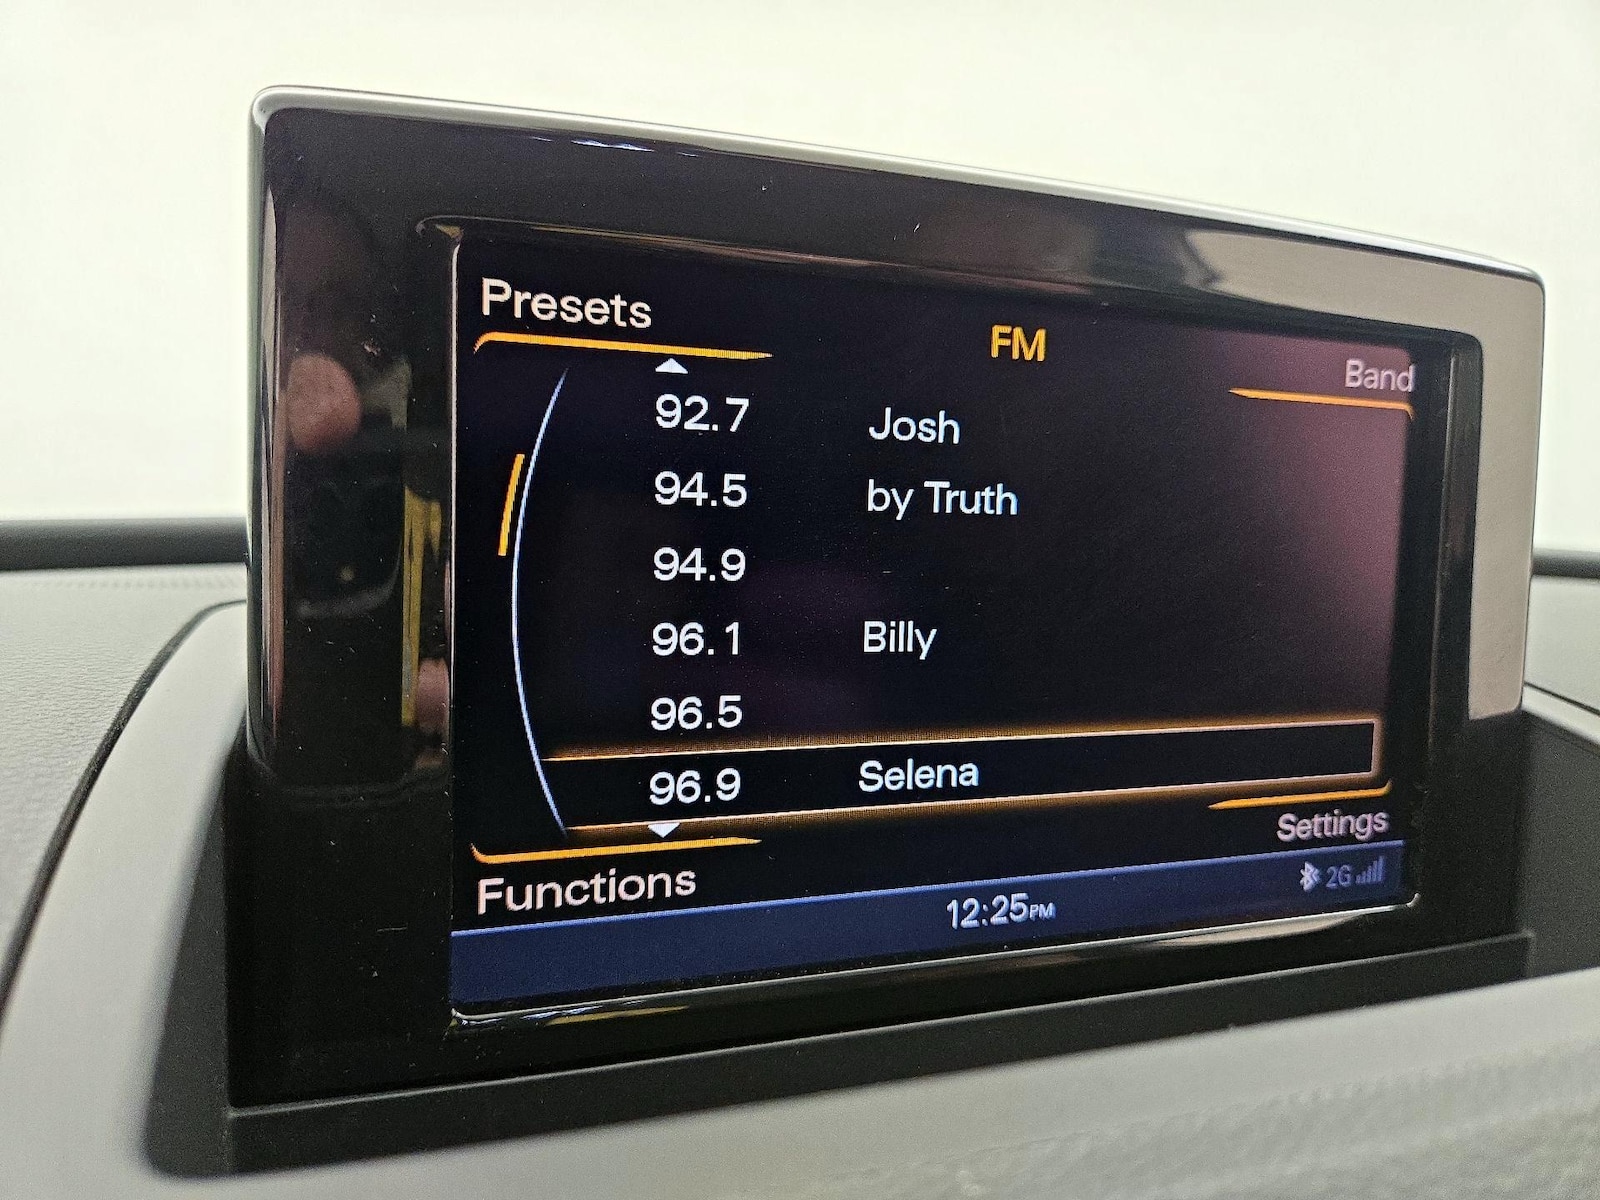 Presets
FM
Band
92.7 Josh
94.5 by Truth
94.9
96.1 Billy
96.5
96.9 Selena
Settings
Functions
12:25PM
2G